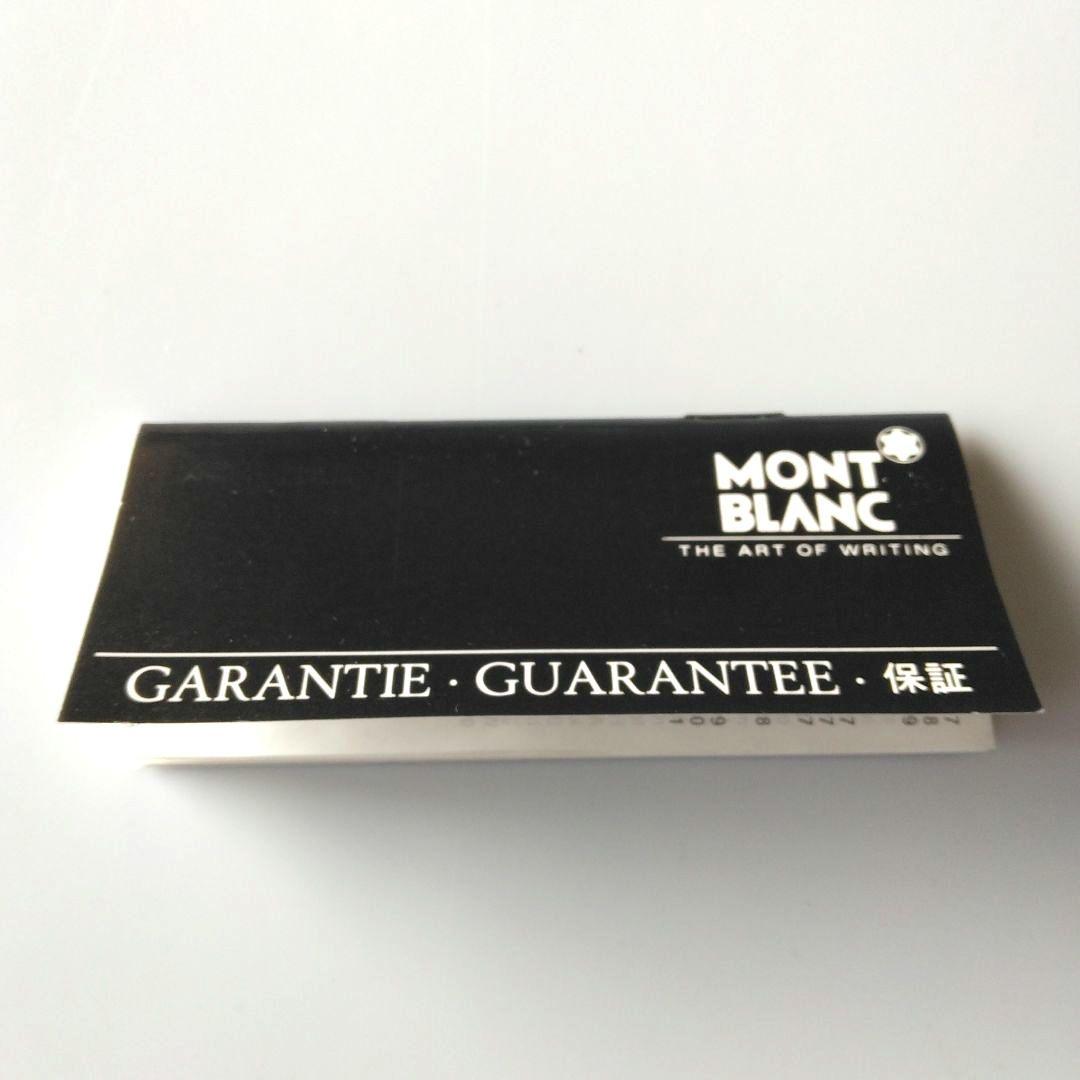 MONT
BLANC
THE ART OF WRITING
GARANTIE · GUARANTEE · 保証